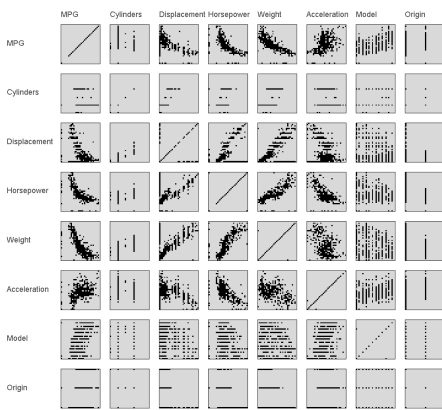 MPG Cylinders Displacement Horsepower Weight Acceleration Model Origin
MPG
Cylinders
Displacement
Horsepower
Weight
Acceleration
Model
Origin